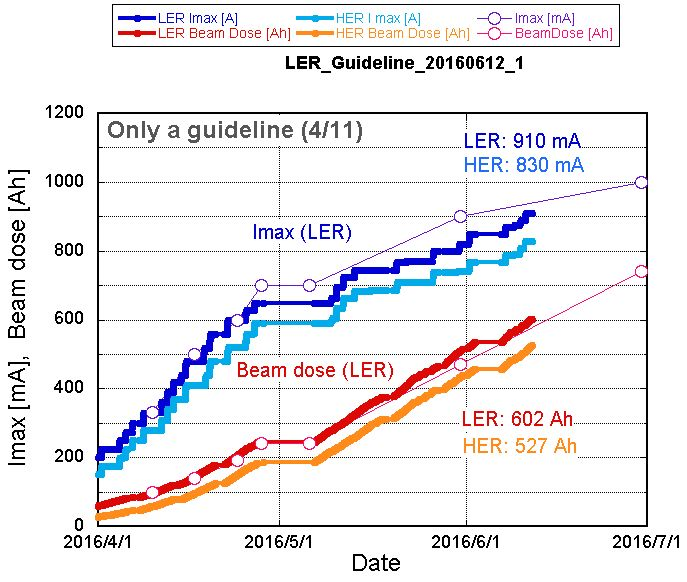 LER Imax [A] HER I max [A] Imax [mA]
LER Beam Dose [Ah] HER Beam Dose [Ah] BeamDose [Ah]
LER_Guideline_20160612_1
1200
Only a guideline (4/11)
LER: 910 mA
HER: 830 mA
1000
Imax (LER)
800
600
Beam dose (LER)
400
LER: 602 Ah
HER: 527 Ah
200
0
Imax [mA], Beam dose [Ah]
2016/4/1 2016/5/1 2016/6/1 2016/7/1
Date